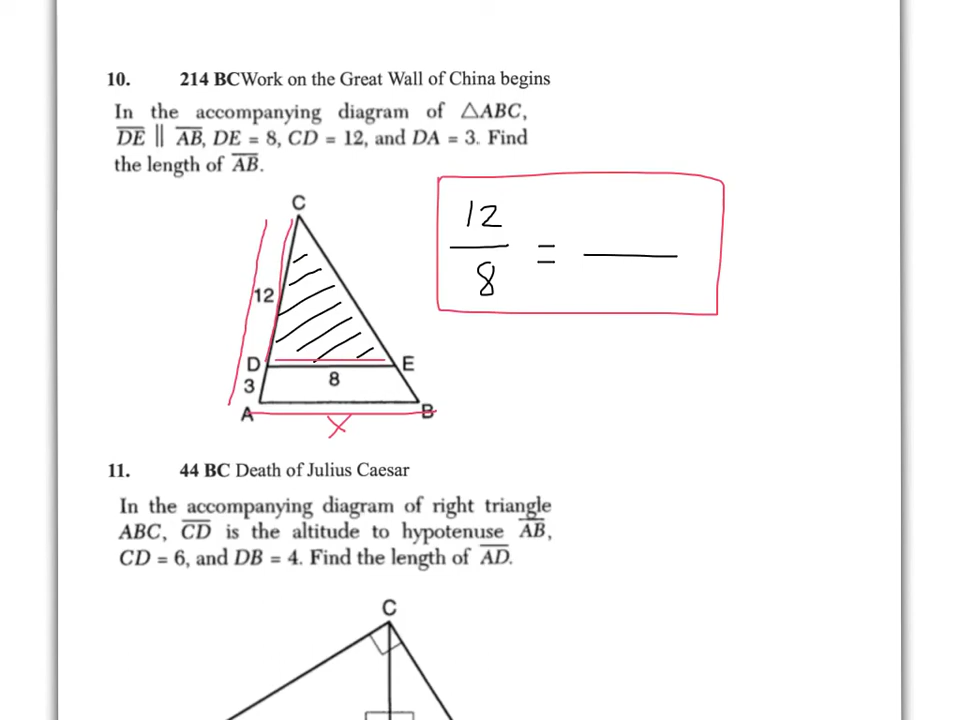 10. 214 BCWork on the Great Wall of China begins
In the accompanying diagram of △ABC,
DE || AB, DE = 8, CD = 12, and DA = 3. Find
the length of AB.
C
12
8
=
12
D
E
3
8
A
B
X
11. 44 BC Death of Julius Caesar
In the accompanying diagram of right triangle
ABC, CD is the altitude to hypotenuse AB,
CD = 6, and DB = 4. Find the length of AD.
C